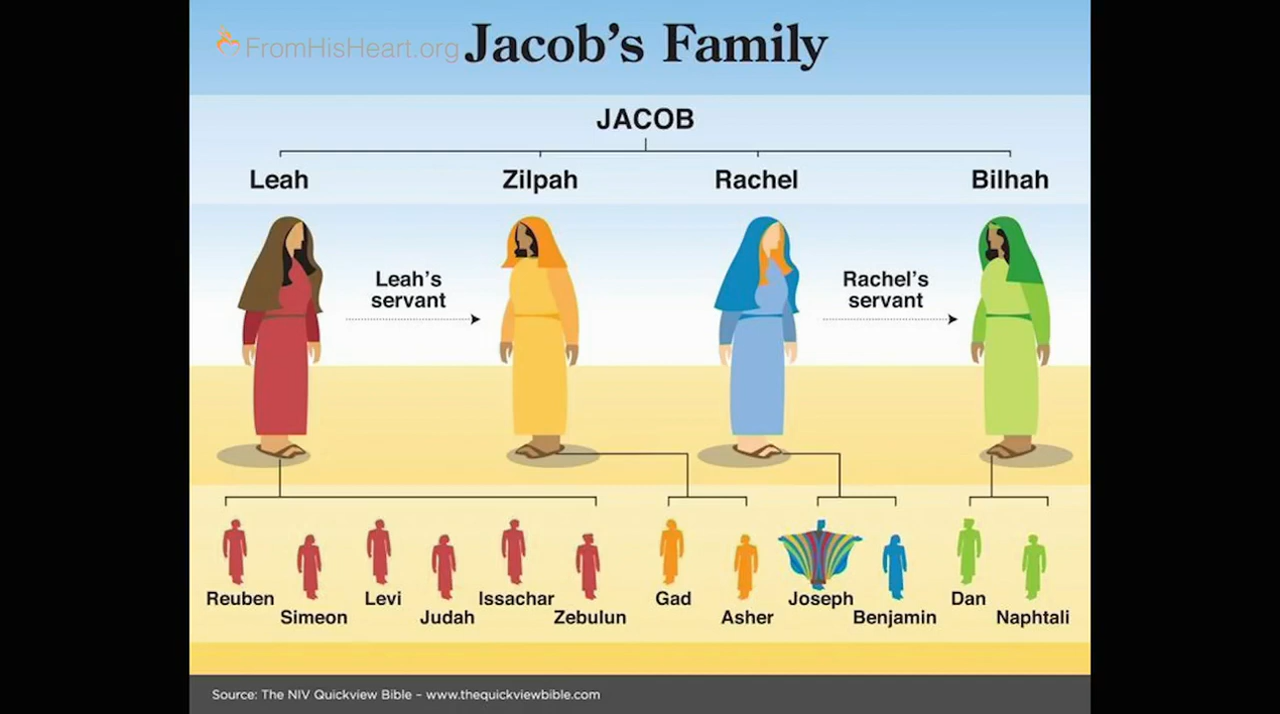 FromHisHeart.org
Jacob's Family
JACOB
Leah
Zilpah
Rachel
Bilhah
Leah's
servant
Rachel's
servant
Reuben
Simeon
Levi
Judah
Issachar
Zebulun
Gad
Asher
Joseph
Benjamin
Dan
Naphtali
Source: The NIV Quickview Bible – www.thequickviewbible.com